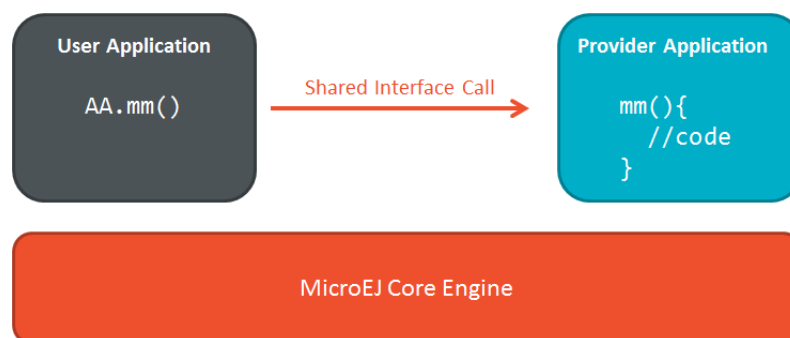 User Application
AA.mm()
Shared Interface Call
Provider Application
mm(){
//code
}
MicroEJ Core Engine